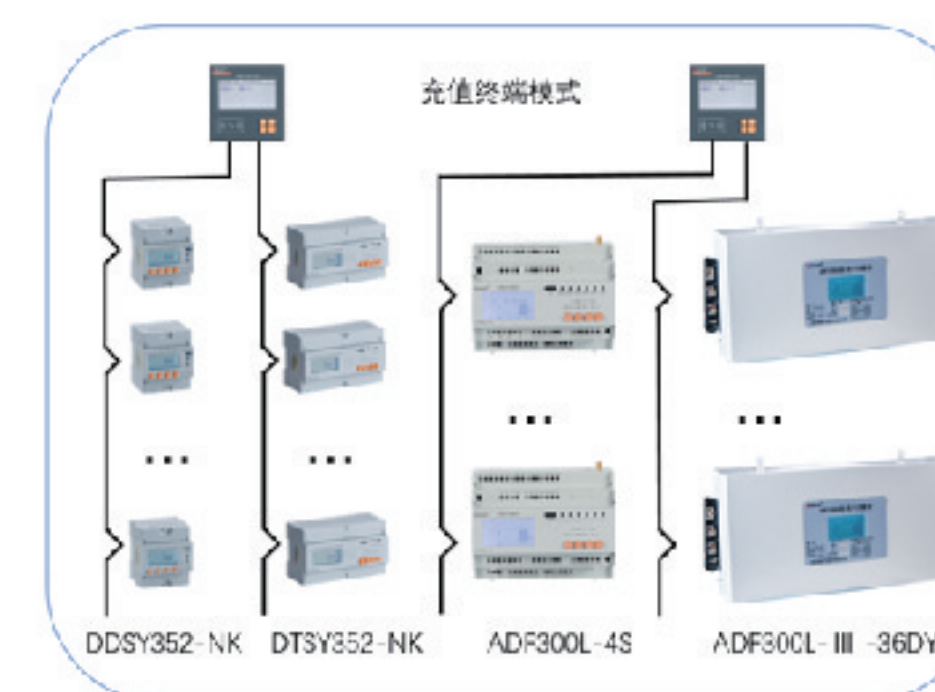 充值终端模式
DDSY352-NK
DTSY352-NK
ADF300L-4S
ADF300L-III-36DY